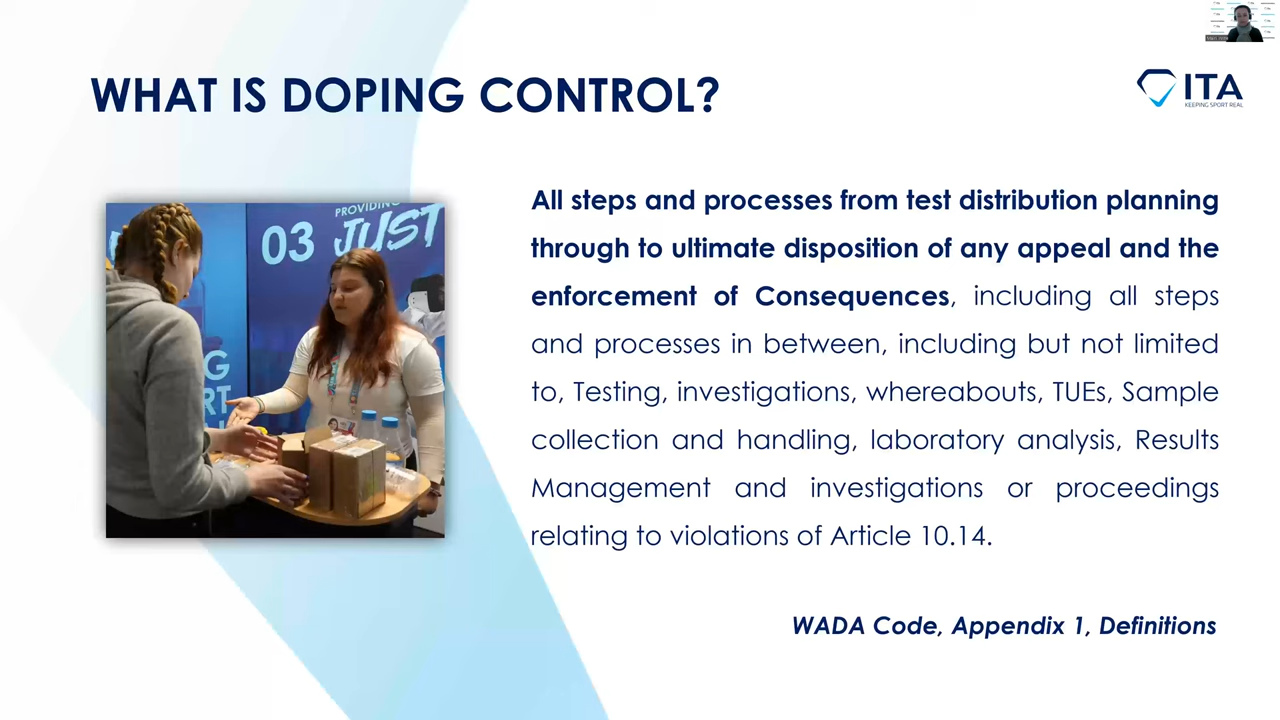 WHAT IS DOPING CONTROL?
ITA
KEEPING SPORT REAL
PROVIDING
03 JUST
All steps and processes from test distribution planning
through to ultimate disposition of any appeal and the
enforcement of Consequences, including all steps
and processes in between, including but not limited
to, Testing, investigations, whereabouts, TUEs, Sample
collection and handling, laboratory analysis, Results
Management and investigations or proceedings
relating to violations of Article 10.14.
WADA Code, Appendix 1, Definitions